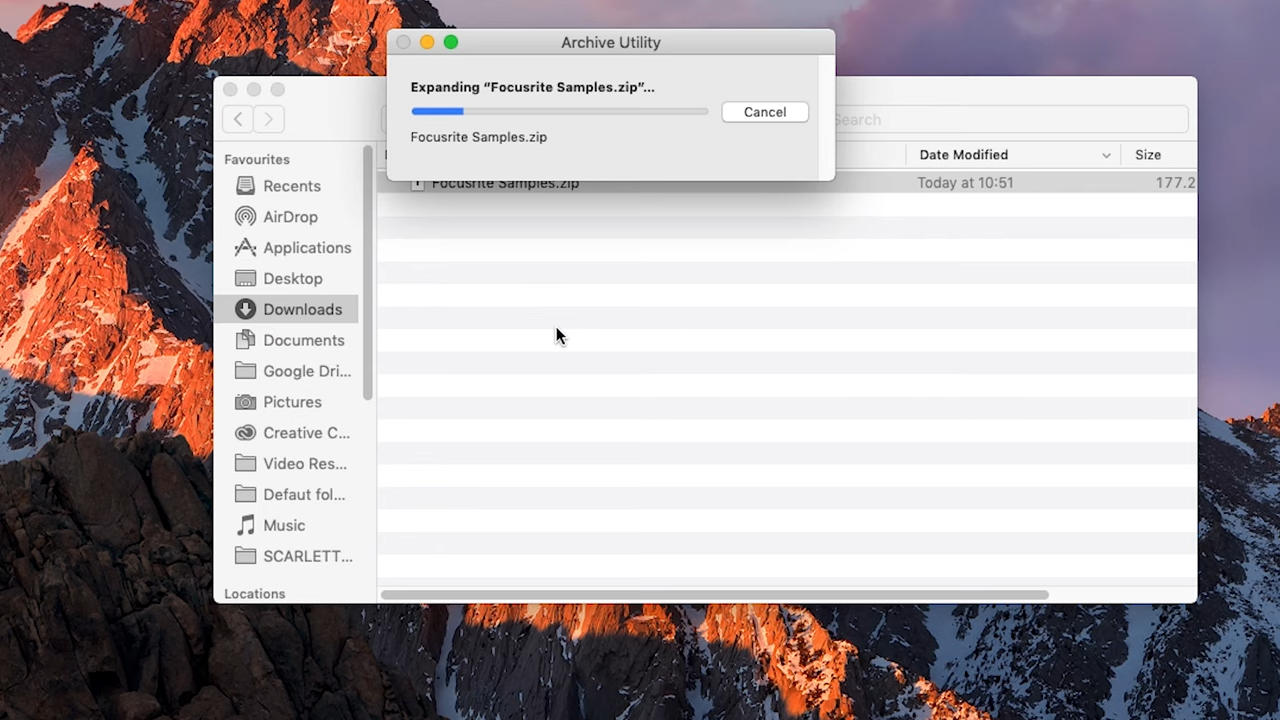 Archive Utility
Expanding “Focusrite Samples.zip”...
Cancel
Focusrite Samples.zip
Search
Date Modified
Size
Focusrite Samples.zip
Today at 10:51
177.2
Favourites
Recents
AirDrop
Applications
Desktop
Downloads
Documents
Google Dri...
Pictures
Creative C...
Video Res...
Defaut fol...
Music
SCARLETT...
Locations